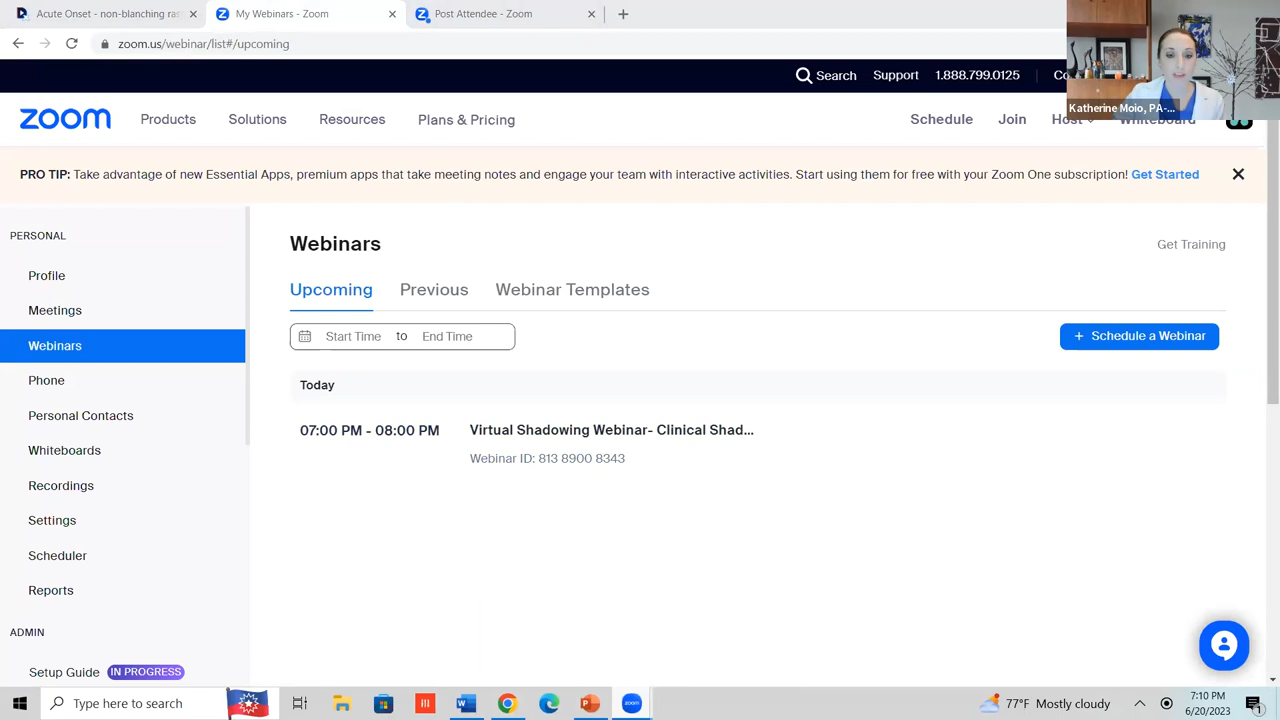 Acute Onset - non-blanching ras
My Webinars - Zoom
Post Attendee - Zoom
zoom.us/webinar/list#/upcoming
Search
Support
1.888.799.0125
Katherine Moio, PA-...
zoom
Products
Solutions
Resources
Plans & Pricing
Schedule
Join
Host
Whiteboard
PRO TIP: Take advantage of new Essential Apps, premium apps that take meeting notes and engage your team with interactive activities. Start using them for free with your Zoom One subscription! Get Started
PERSONAL
Profile
Meetings
Webinars
Phone
Personal Contacts
Whiteboards
Recordings
Settings
Scheduler
Reports
ADMIN
Setup Guide IN PROGRESS
Webinars
Get Training
Upcoming
Previous
Webinar Templates
Start Time to End Time
+ Schedule a Webinar
Today
07:00 PM - 08:00 PM
Virtual Shadowing Webinar- Clinical Shad...
Webinar ID: 813 8900 8343
Type here to search
zoom
77°F Mostly cloudy
7:10 PM
6/20/2023
1